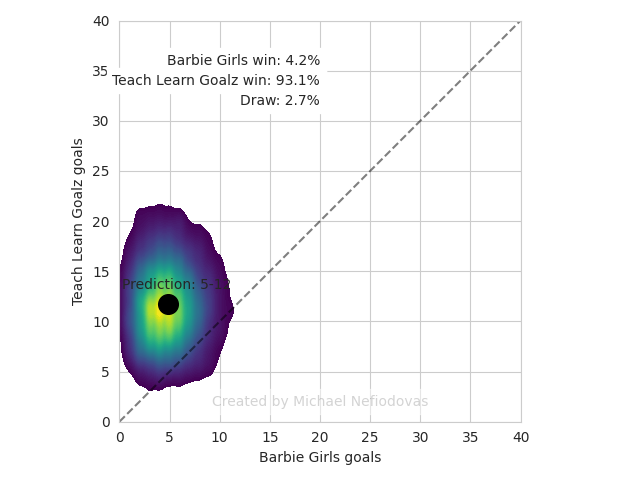 Barbie Girls win: 4.2%
Teach Learn Goalz win: 93.1%
Draw: 2.7%
Teach Learn Goalz goals
40
35
30
25
20
15
10
5
0
Prediction:
Created by Michael Nefiodovas
0 5 10 15 20 25 30 35 40
Barbie Girls goals